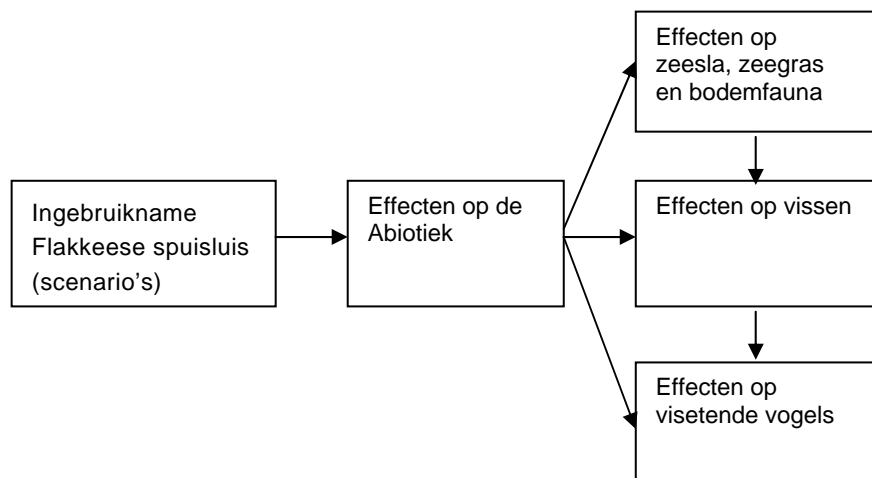 Ingebruikname
Flakkeese spuisluis
(scenario's)
Effecten op de
Abiotiek
Effecten op
zeesla, zeegras
en bodemfauna
Effecten op vissen
Effecten op
visetende vogels